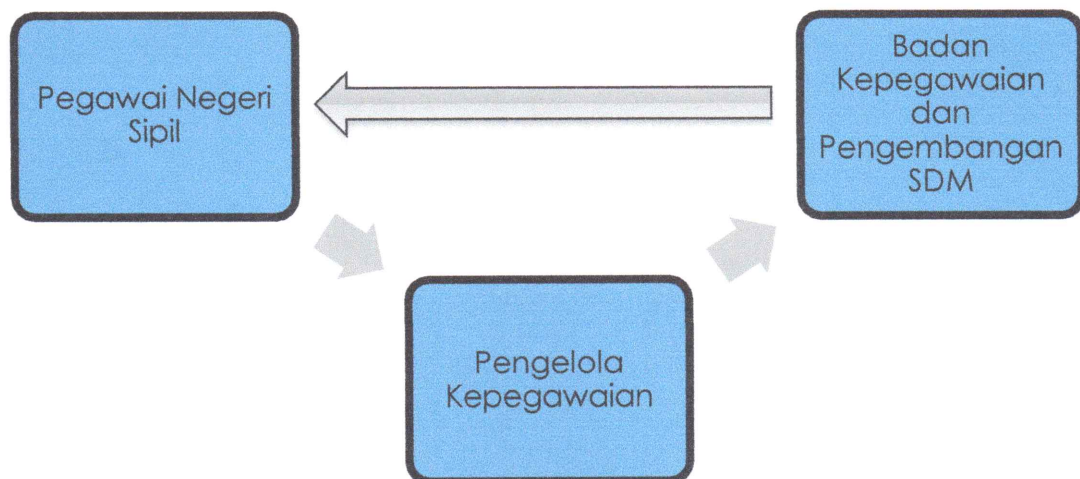 Pegawai Negeri
Sipil
Badan
Kepegawaian
dan
Pengembangan
SDM
Pengelola
Kepegawaian